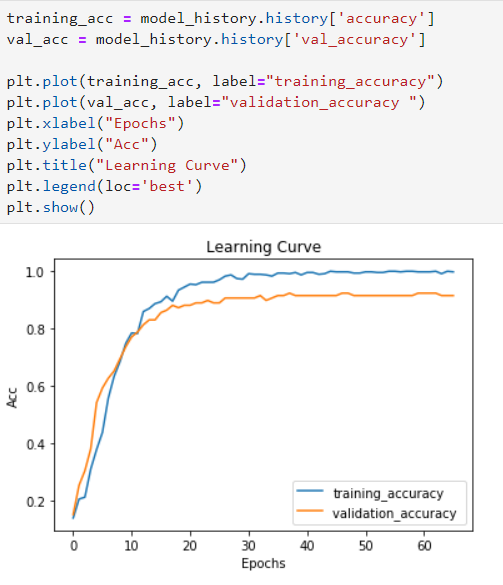 training_acc = model_history.history['accuracy']
val_acc = model_history.history['val_accuracy']
plt.plot(training_acc, label="training_accuracy")
plt.plot(val_acc, label="validation_accuracy ")
plt.xlabel("Epochs")
plt.ylabel("Acc")
plt.title("Learning Curve")
plt.legend(loc='best')
plt.show()
Learning Curve
1.0
0.8
0.6
0.4
0.2
Acc
training_accuracy
validation_accuracy
0 10 20 30 40 50 60
Epochs